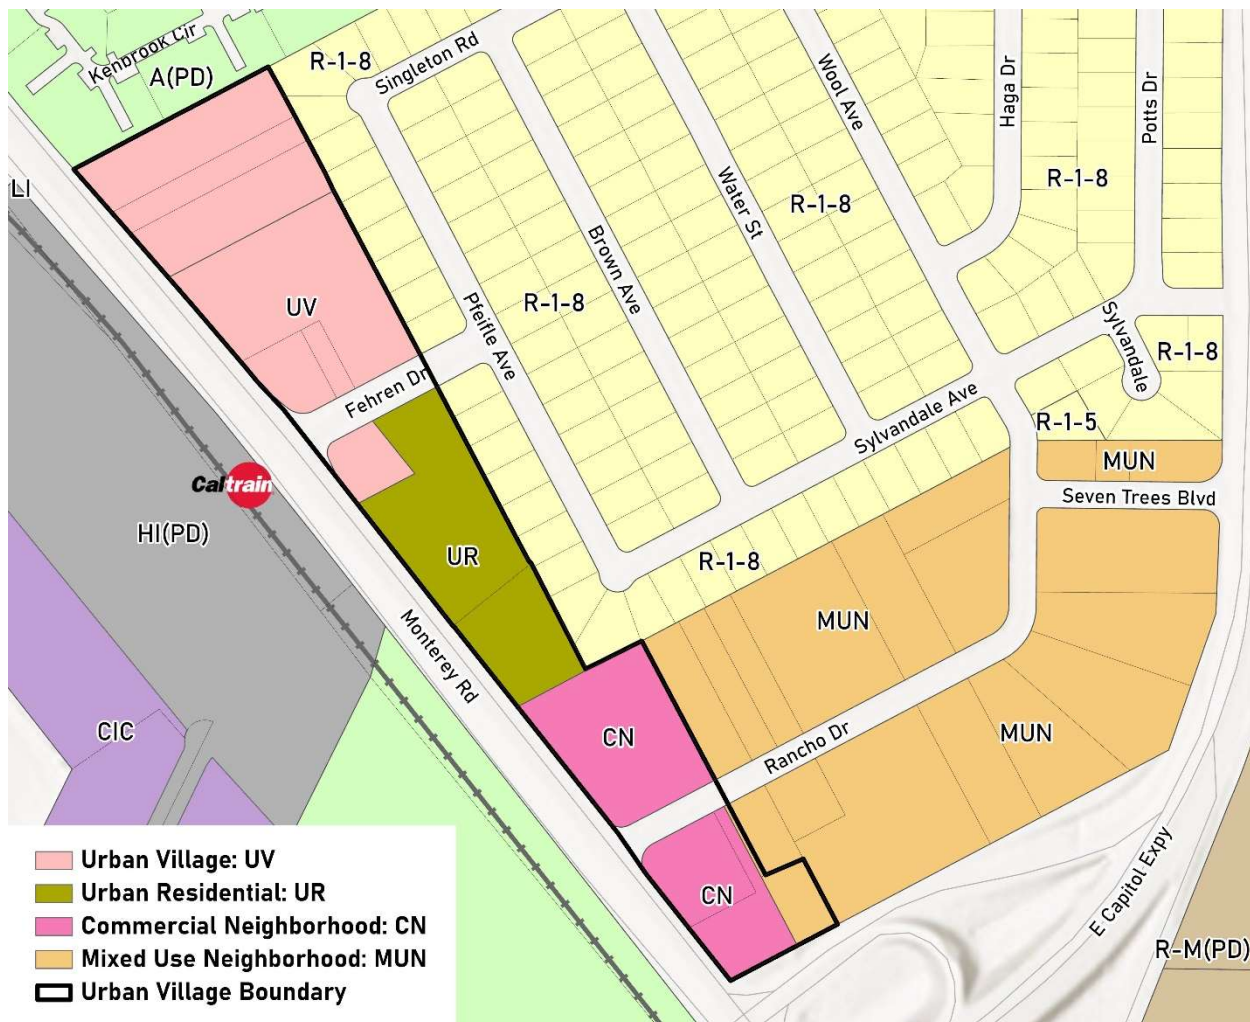 Kenbrook Cir
A(PD)
R-1-8
Singleton Rd
Wool Ave
Haga Dr
Potts Dr
LI
R-1-8
R-1-8
Water St
Brown Ave
UV
R-1-8
Pfeifle Ave
Sylvandale
R-1-8
Fehren Dr
Sylvandale Ave
R-1-5
MUN
Caltrain
Seven Trees Blvd
HI(PD)
UR
R-1-8
MUN
Monterey Rd
CIC
CN
Rancho Dr
MUN
CN
E Capitol Expy
R-M(PD)
Urban Village: UV
Urban Residential: UR
Commercial Neighborhood: CN
Mixed Use Neighborhood: MUN
Urban Village Boundary